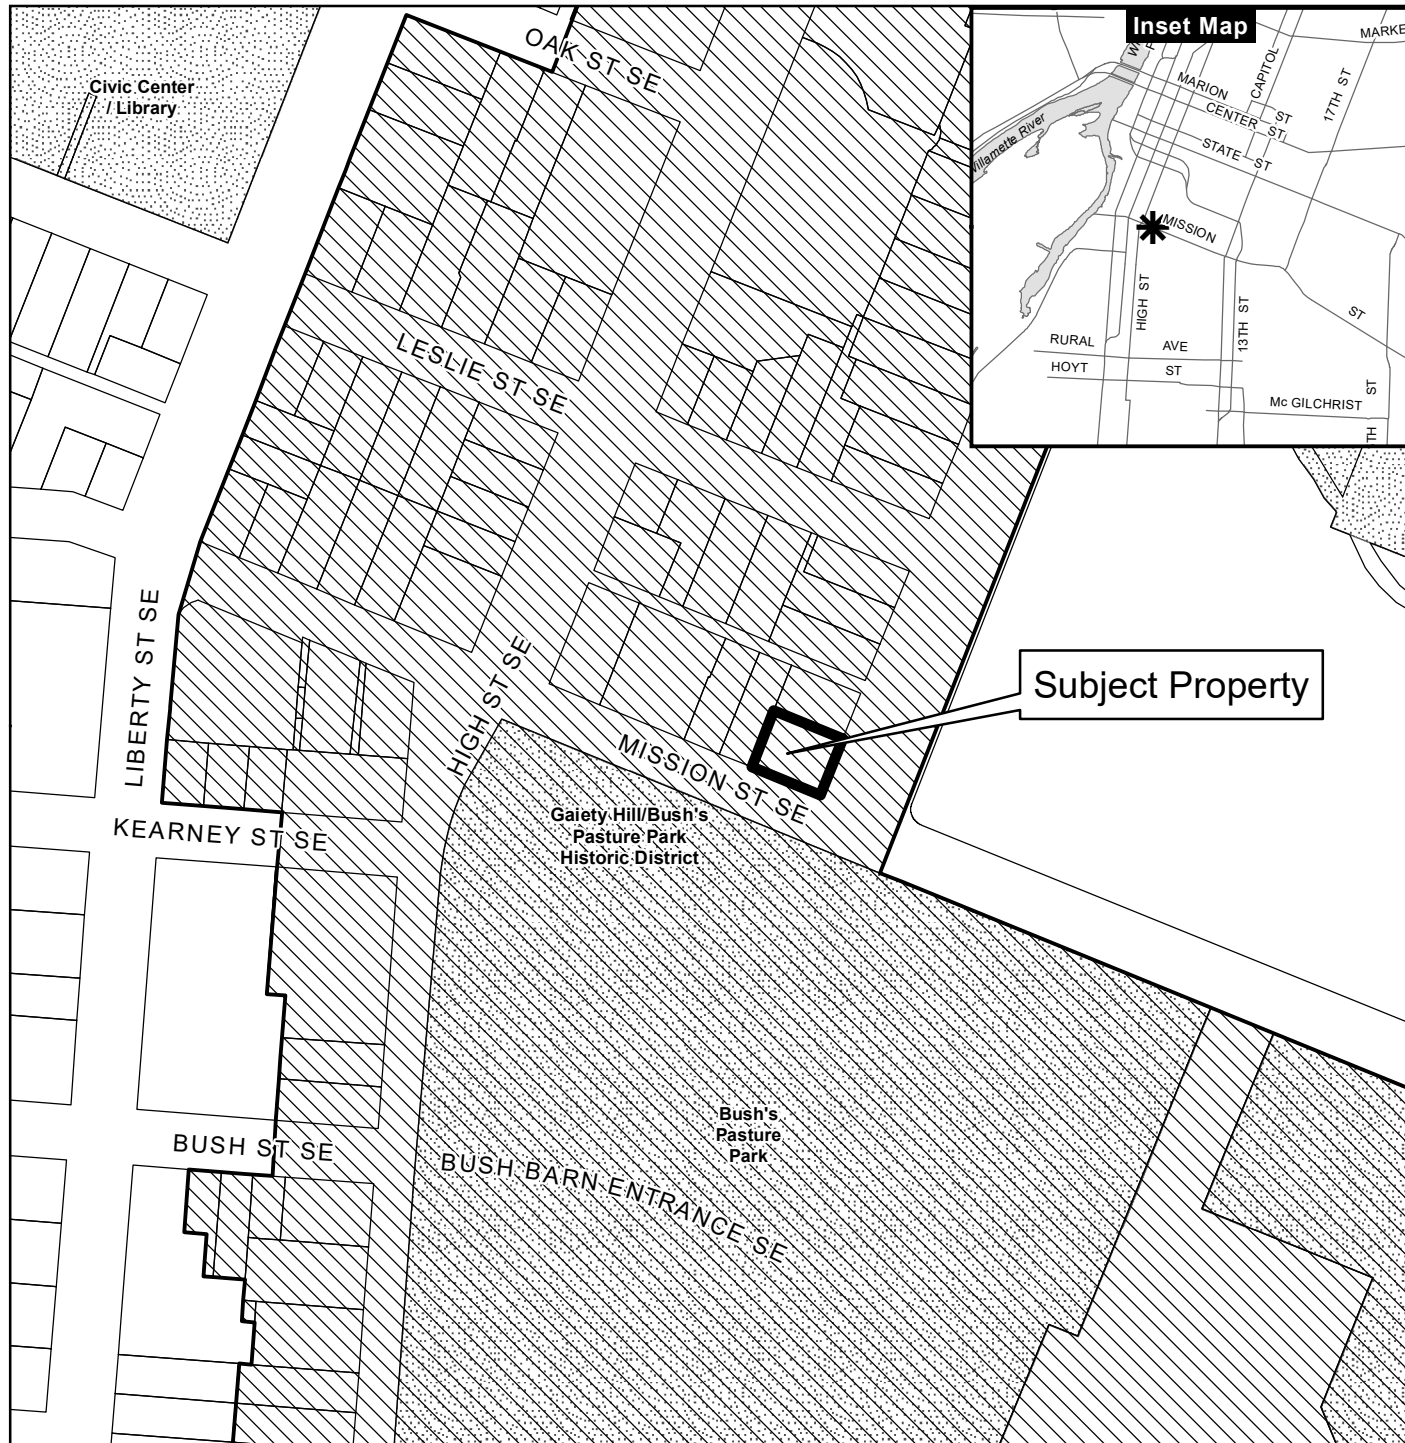 OAK ST SE
Civic Center
/ Library
LESLIE ST SE
LIBERTY ST SE
HIGH ST SE
Subject Property
MISSION ST SE
KEARNEY ST SE
Gaiety Hill/Bush's
Pasture Park
Historic District
Bush's
Pasture
Park
BUSH ST SE
BUSH BARN ENTRANCE SE
Inset Map
MARION
CAPITOL
ST
CENTER ST
17TH ST
STATE ST
Willamette River
MISSION
ST
HIGH ST
13TH ST
RURAL AVE
HOYT ST
Mc GILCHRIST
ST